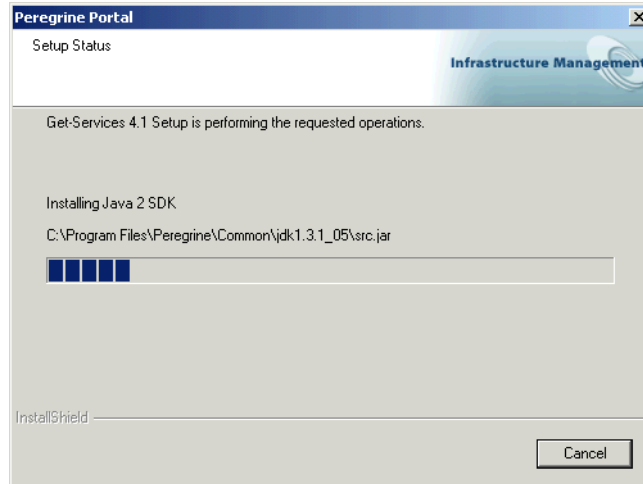 Peregrine Portal
Setup Status
Infrastructure Management
Get-Services 4.1 Setup is performing the requested operations.
Installing Java 2 SDK
C:\Program Files\Peregrine\Common\jdk1.3.1_05\src.jar
InstallShield
Cancel